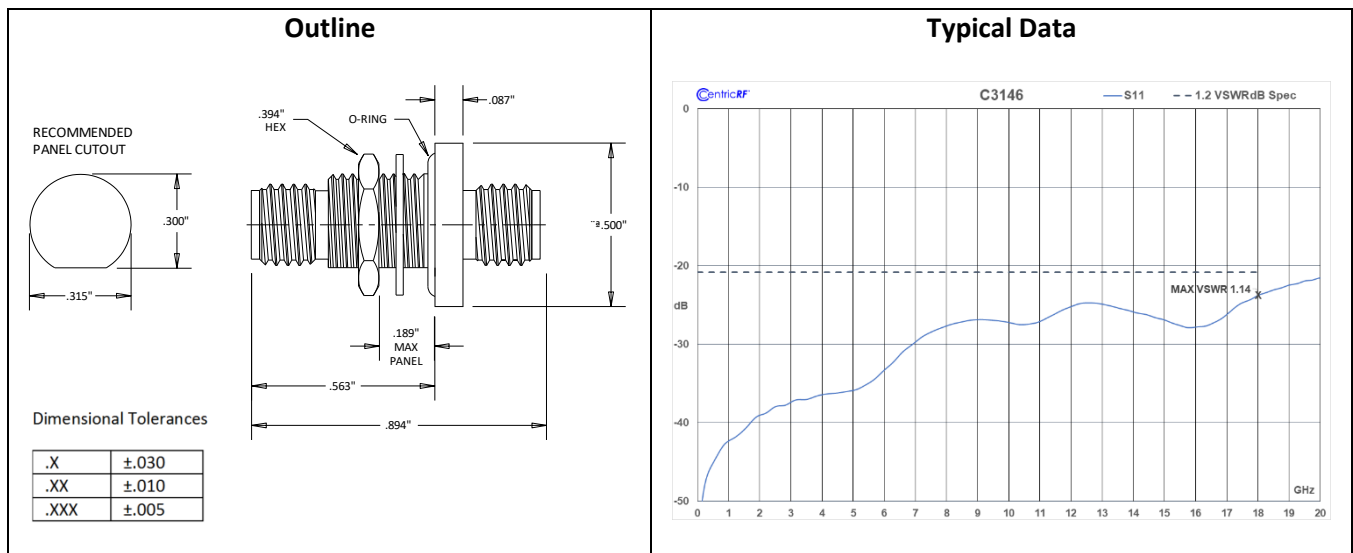 Outline
Typical Data
RECOMMENDED
PANEL CUTOUT
.300"
.315"
.394"
HEX
O-RING
.087"
.500"
.189"
MAX
PANEL
.563"
.894"
Dimensional Tolerances
.X ±.030
.XX ±.010
.XXX ±.005
CentricRF
C3146
S11
1.2 VSWRdB Spec
0
-10
-20
dB
-30
-40
-50
MAX VSWR 1.14
GHz
0 1 2 3 4 5 6 7 8 9 10 11 12 13 14 15 16 17 18 19 20